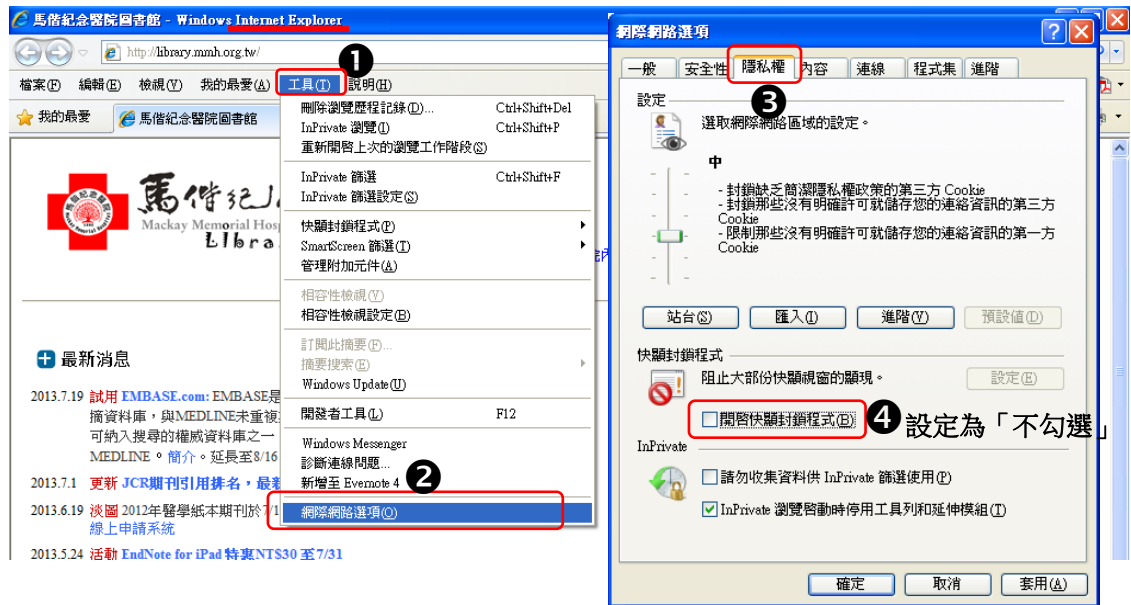 馬偕紀念醫院圖書館 - Windows Internet Explorer
http://library.mmh.org.tw/
檔案(F) 編輯(E) 檢視(V) 我的最愛(A) 工具(T) 說明(H)
1
我的最愛 馬偕紀念醫院圖書館
刪除瀏覽歷程記錄(D)... Ctrl+Shift+Del
InPrivate 瀏覽(I) Ctrl+Shift+P
重新開啓上次的瀏覽工作階段(S)
InPrivate 篩選 Ctrl+Shift+F
InPrivate 篩選設定(S)
快顯封鎖程式(P)
SmartScreen 篩選(T)
管理附加元件(A)
相容性檢視(V)
相容性檢視設定(B)
訂閱此摘要(F)...
摘要搜索(E)
Windows Update(U)
開發者工具(L) F12
Windows Messenger
診斷連線問題...
新增至 Evernote 4
2
網際網路選項(O)
馬偕紀
Mackay Memorial Hos
Libra
最新消息
2013.7.19 試用 EMBASE.com: EMBASE是
摘資料庫，與MEDLINE未重複
可納入搜尋的權威資料庫之一
MEDLINE。簡介。延長至8/16
2013.7.1 更新 JCR期刊引用排名，最新
2013.6.19 淡圖 2012年醫學紙本期刊於7/1
線上申請系統
2013.5.24 活動 EndNote for iPad 特惠NT$30 至7/31
網際網路選項
一般 安全性 隱私權 內容 連線 程式集 進階
3
設定
選取網際網路區域的設定。
中
- 封鎖缺乏簡潔隱私權政策的第三方 Cookie
- 封鎖那些沒有明確許可就儲存您的連絡資訊的第三方
Cookie
- 限制那些沒有明確許可就儲存您的連絡資訊的第一方
Cookie
站台(S) 匯入(I) 進階(V) 預設值(D)
快顯封鎖程式
阻止大部份快顯視窗的顯現。 設定(E)
開啓快顯封鎖程式(B)
4 設定為「不勾選」
InPrivate
請勿收集資料供 InPrivate 篩選使用(P)
InPrivate 瀏覽啓動時停用工具列和延伸模組(T)
確定 取消 套用(A)